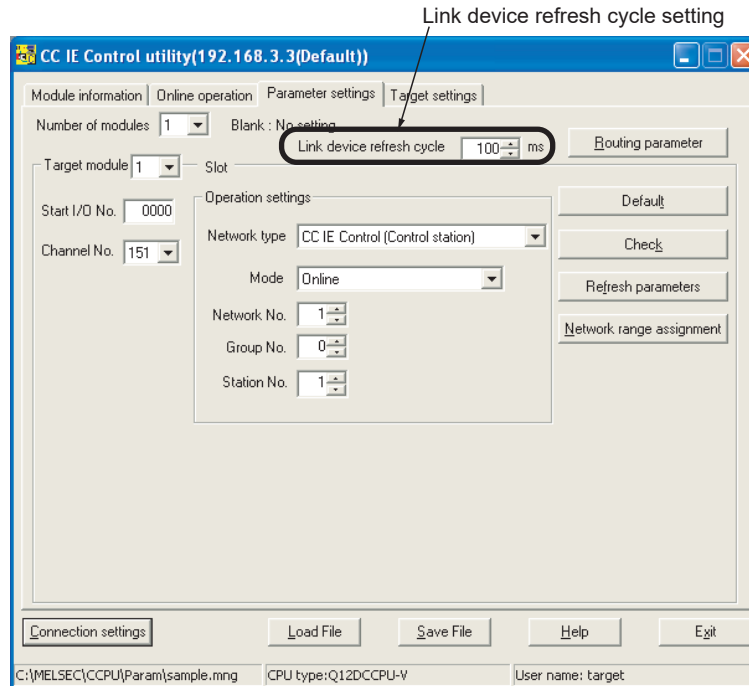 Link device refresh cycle setting
CC IE Control utility(192.168.3.3(Default))
Module information Online operation Parameter settings Target settings
Number of modules 1 Blank : No setting
Link device refresh cycle 100 ms Routing parameter
Target module 1 Slot
Start I/O No. 0000
Channel No. 151
Operation settings
Network type CC IE Control (Control station)
Mode Online
Network No. 1
Group No. 0
Station No. 1
Default
Check
Refresh parameters
Network range assignment
Connection settings Load File Save File Help Exit
C:\MELSEC\CCPU\Param\sample.mng CPU type:Q12DCCPU-V User name: target